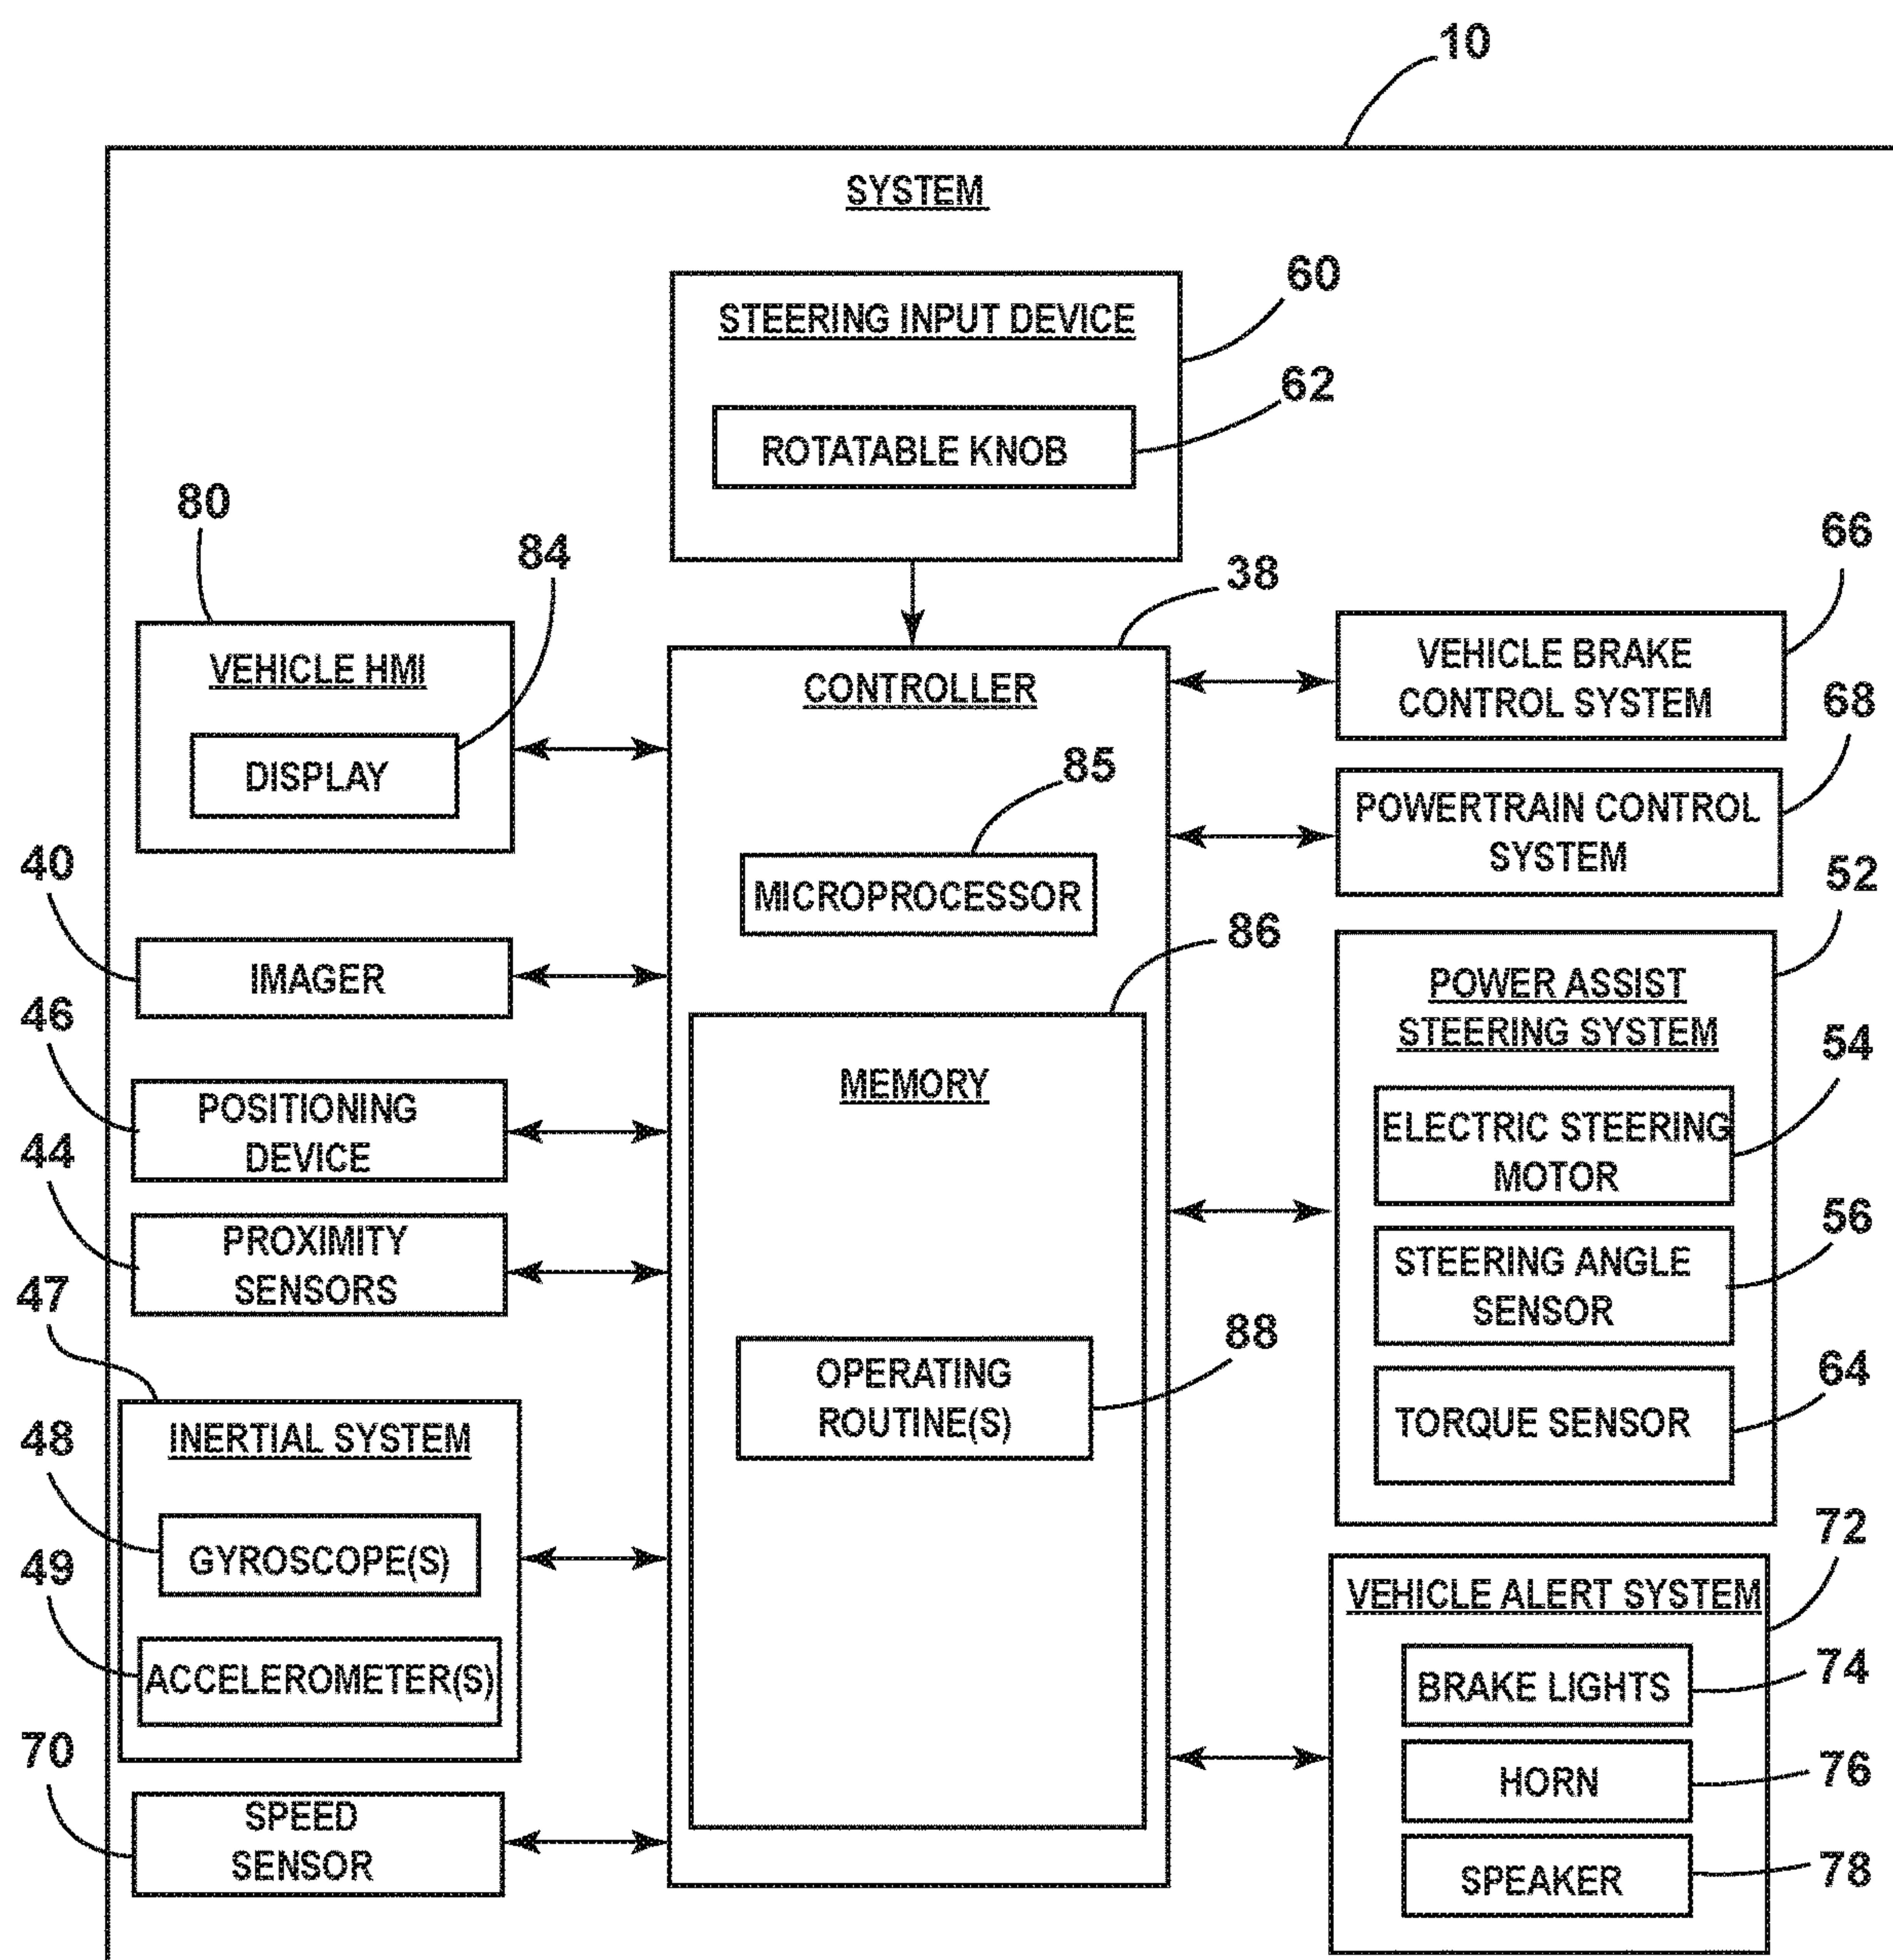 10
SYSTEM
60
STEERING INPUT DEVICE
62
ROTATABLE KNOB
80
84
VEHICLE HMI
DISPLAY
40
IMAGER
46
POSITIONING
DEVICE
44
PROXIMITY
SENSORS
47
INERTIAL SYSTEM
48
GYROSCOPE(S)
49
ACCELEROMETER(S)
70
SPEED
SENSOR
38
CONTROLLER
85
MICROPROCESSOR
86
MEMORY
88
OPERATING
ROUTINE(S)
66
VEHICLE BRAKE
CONTROL SYSTEM
68
POWERTRAIN CONTROL
SYSTEM
52
POWER ASSIST
STEERING SYSTEM
54
ELECTRIC STEERING
MOTOR
56
STEERING ANGLE
SENSOR
64
TORQUE SENSOR
72
VEHICLE ALERT SYSTEM
74
BRAKE LIGHTS
76
HORN
78
SPEAKER